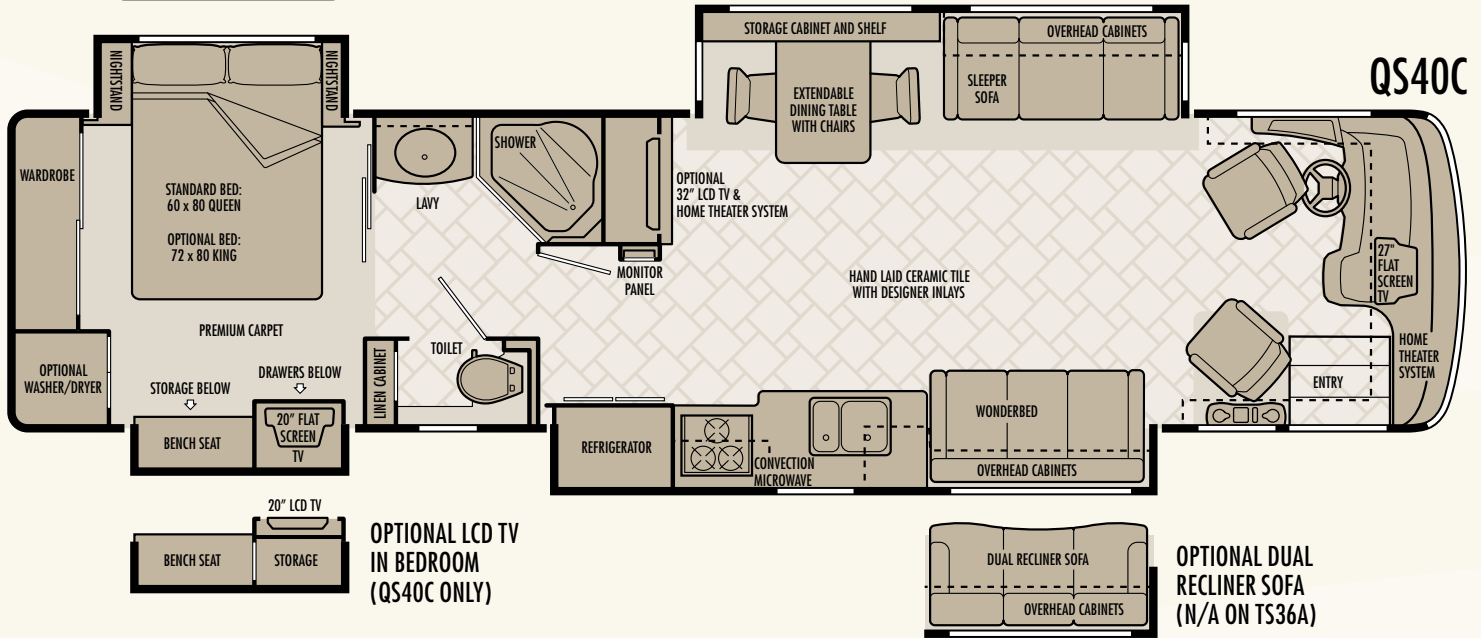 QS40C
STORAGE CABINET AND SHELF
OVERHEAD CABINETS
NIGHTSTAND
NIGHTSTAND
SLEEPER
SOFA
EXTENDABLE
DINING TABLE
WITH CHAIRS
WARDROBE
STANDARD BED:
60 x 80 QUEEN
OPTIONAL BED:
72 x 80 KING
LAVY
SHOWER
OPTIONAL
32" LCD TV &
HOME THEATER SYSTEM
MONITOR
PANEL
HAND LAID CERAMIC TILE
WITH DESIGNER INLAYS
27"
FLAT
SCREEN
TV
HOME
THEATER
SYSTEM
ENTRY
PREMIUM CARPET
OPTIONAL
WASHER/DRYER
STORAGE BELOW
DRAWERS BELOW
BENCH SEAT
20" FLAT
SCREEN
TV
LINEN CABINET
TOILET
REFRIGERATOR
CONVECTION
MICROWAVE
WONDERBED
OVERHEAD CABINETS
20" LCD TV
BENCH SEAT
STORAGE
OPTIONAL LCD TV
IN BEDROOM
(QS40C ONLY)
DUAL RECLINER SOFA
OVERHEAD CABINETS
OPTIONAL DUAL
RECLINER SOFA
(N/A ON TS36A)